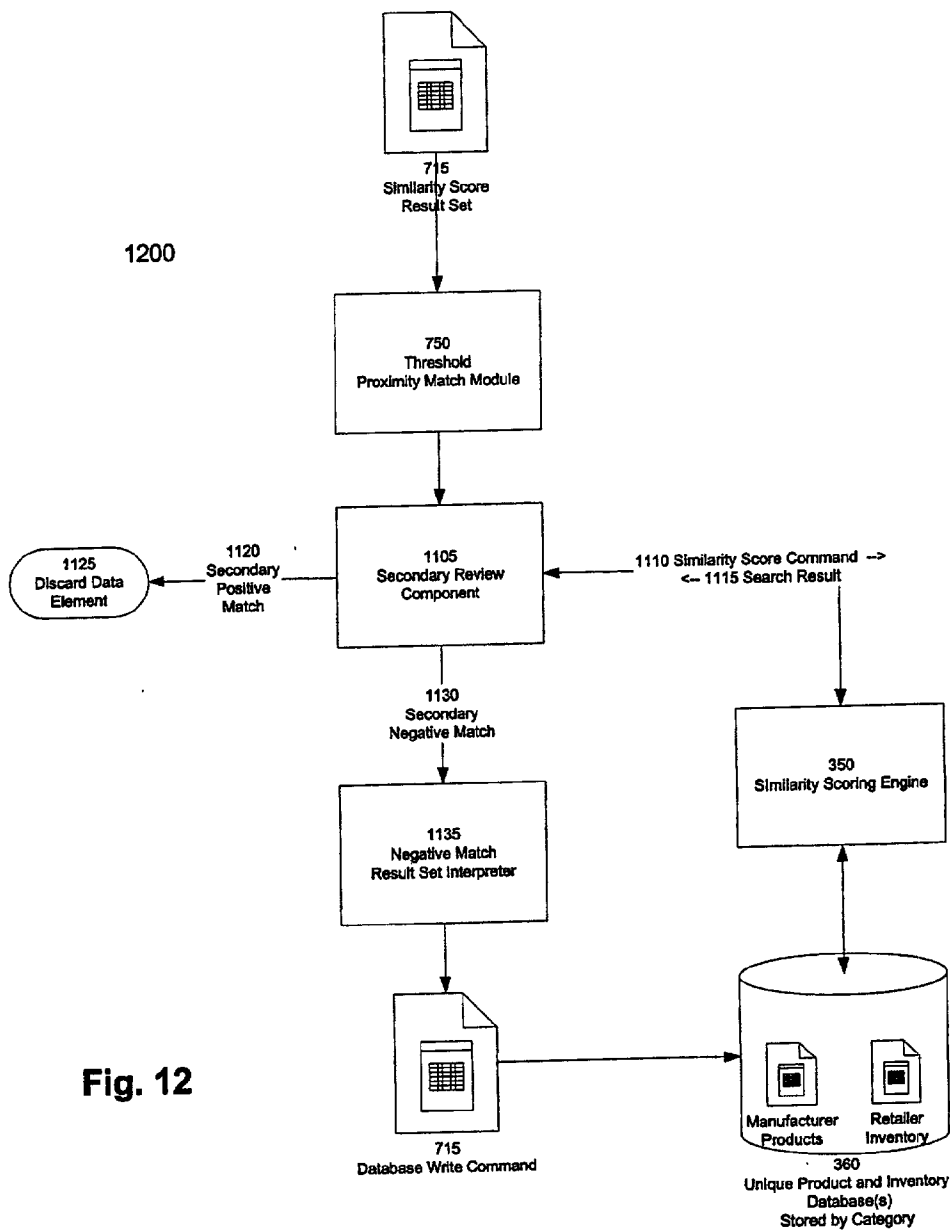 715
Similarity Score
Result Set
1200
750
Threshold
Proximity Match Module
1125
Discard Data
Element
1120
Secondary
Positive
Match
1105
Secondary Review
Component
1110 Similarity Score Command -->
<-- 1115 Search Result
1130
Secondary
Negative Match
350
Similarity Scoring Engine
1135
Negative Match
Result Set Interpreter
Fig. 12
715
Database Write Command
Manufacturer
Products
Retailer
Inventory
360
Unique Product and Inventory
Database(s)
Stored by Category